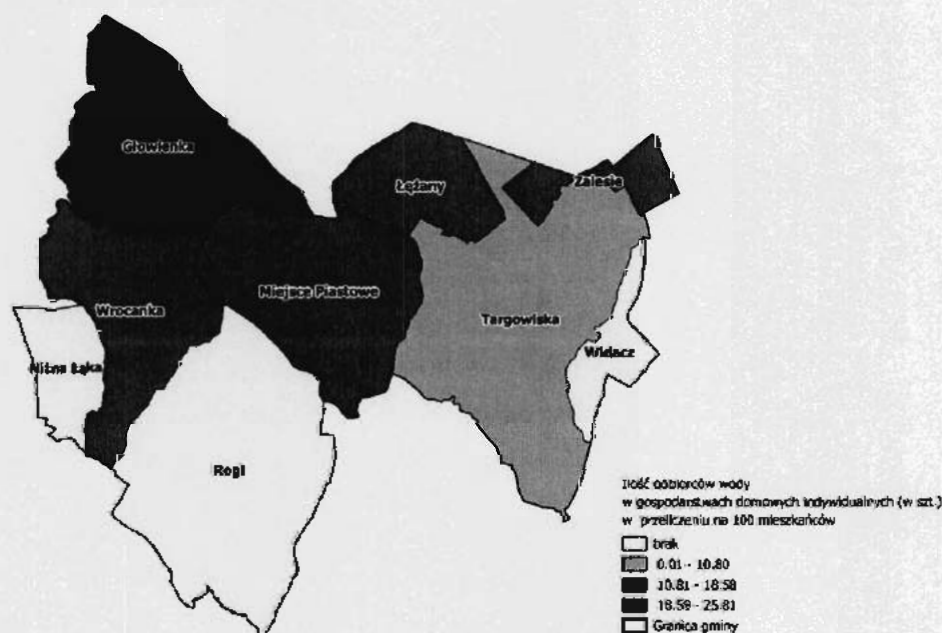 Głowienka
Łężany
Zalesie
Miejsce Piastowe
Wrocanka
Targowiska
Widacz
Niżna Łąka
Rogi
Ilość odbiorców wody
w gospodarstwach domowych indywidualnych (w szt.)
w przeliczeniu na 100 mieszkańców
brak
0.01 - 10.80
10.81 - 18.58
18.59 - 25.81
Granica gminy